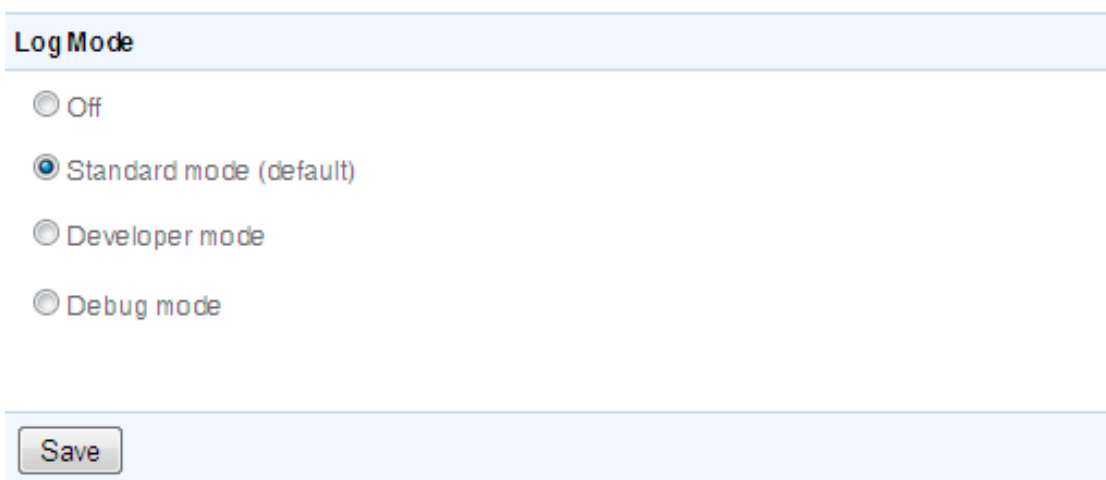 Log Mode
Off
Standard mode (default)
Developer mode
Debug mode
Save